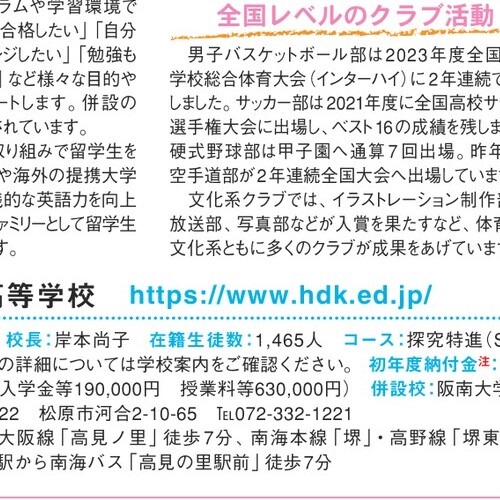 ラムや学習環境で
合格したい」「自分
ジしたい」「勉強も
」など様々な目的や
ートします。併設の
されています。
取り組みで留学生を
や海外の提携大学
践的な英語力を向上
ファミリーとして留学生
す。
全国レベルのクラブ活動
男子バスケットボール部は2023年度全国
学校総合体育大会（インターハイ）に2年連続で
しました。サッカー部は2021年度に全国高校サ
選手権大会に出場し、ベスト16の成績を残しま
硬式野球部は甲子園へ通算7回出場。昨年
空手道部が2年連続全国大会へ出場していま
文化系クラブでは、イラストレーション制作部
放送部、写真部などが入賞を果たすなど、体育
文化系ともに多くのクラブが成果をあげています
高等学校 https://www.hdk.ed.jp/
校長：岸本尚子 在籍生徒数：1,465人 コース：探究特進（S
の詳細については学校案内をご確認ください。 初年度納付金注：
入学金等190,000円 授業料等630,000円） 併設校：阪南大学
22 松原市河合2-10-65 ℡072-332-1221
大阪線「高見ノ里」徒歩7分、南海本線「堺」・高野線「堺東
駅から南海バス「高見の里駅前」徒歩7分